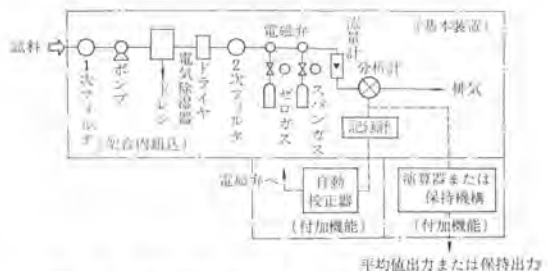 (基本装置)
試料
1次フィルタ
ポンプ
ドレン
電気除湿器
ドライヤ
2次フィルタ
電磁弁
ゼロガス
スパンガス
流量計
分析計
排気
記録計
(架台内組込)
電磁弁へ
自動
校正器
(付加機能)
演算器または
保持機構
(付加機能)
平均値出力または保持出力